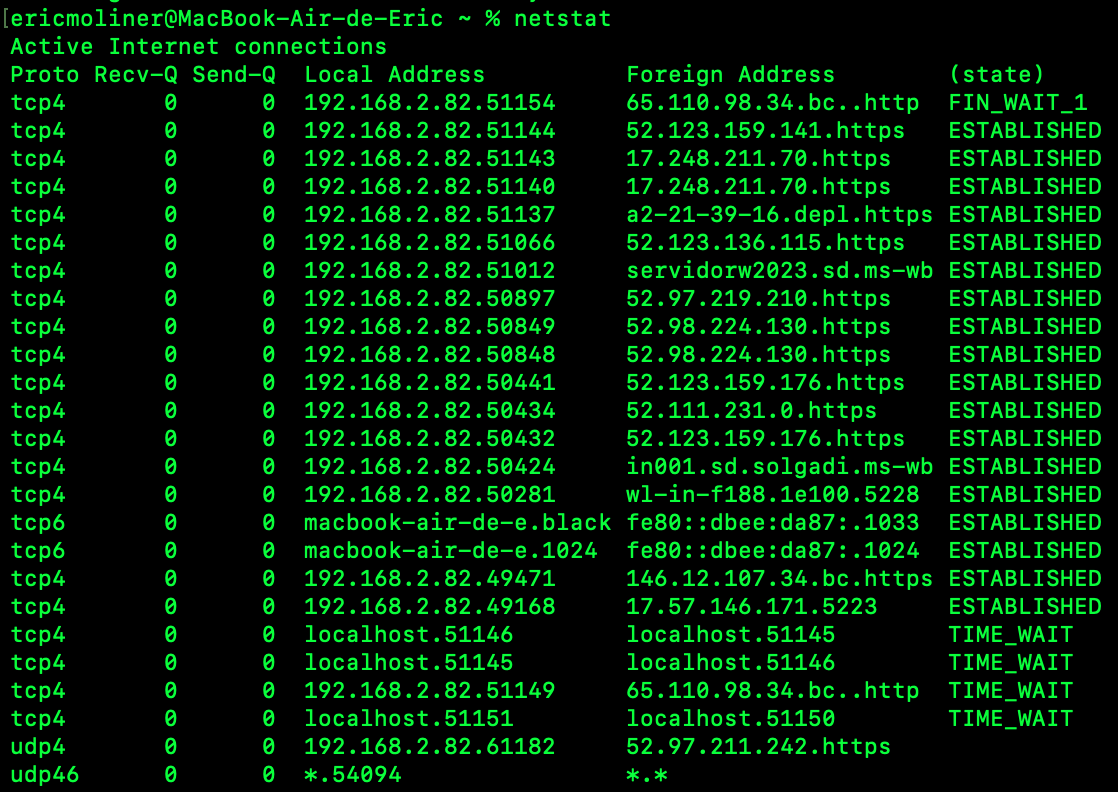 [ericmoliner@MacBook-Air-de-Eric ~ % netstat
Active Internet connections
Proto Recv-Q Send-Q  Local Address          Foreign Address        (state)
tcp4       0      0  192.168.2.82.51154     65.110.98.34.bc..http  FIN_WAIT_1
tcp4       0      0  192.168.2.82.51144     52.123.159.141.https   ESTABLISHED
tcp4       0      0  192.168.2.82.51143     17.248.211.70.https    ESTABLISHED
tcp4       0      0  192.168.2.82.51140     17.248.211.70.https    ESTABLISHED
tcp4       0      0  192.168.2.82.51137     a2-21-39-16.depl.https ESTABLISHED
tcp4       0      0  192.168.2.82.51066     52.123.136.115.https   ESTABLISHED
tcp4       0      0  192.168.2.82.51012     servidorw2023.sd.ms-wb ESTABLISHED
tcp4       0      0  192.168.2.82.50897     52.97.219.210.https    ESTABLISHED
tcp4       0      0  192.168.2.82.50849     52.98.224.130.https    ESTABLISHED
tcp4       0      0  192.168.2.82.50848     52.98.224.130.https    ESTABLISHED
tcp4       0      0  192.168.2.82.50441     52.123.159.176.https   ESTABLISHED
tcp4       0      0  192.168.2.82.50434     52.111.231.0.https     ESTABLISHED
tcp4       0      0  192.168.2.82.50432     52.123.159.176.https   ESTABLISHED
tcp4       0      0  192.168.2.82.50424     in001.sd.solgadi.ms-wb ESTABLISHED
tcp4       0      0  192.168.2.82.50281     wl-in-f188.1e100.5228  ESTABLISHED
tcp6       0      0  macbook-air-de-e.black fe80::dbee:da87:.1033  ESTABLISHED
tcp6       0      0  macbook-air-de-e.1024  fe80::dbee:da87:.1024  ESTABLISHED
tcp4       0      0  192.168.2.82.49471     146.12.107.34.bc.https ESTABLISHED
tcp4       0      0  192.168.2.82.49168     17.57.146.171.5223     ESTABLISHED
tcp4       0      0  localhost.51146        localhost.51145        TIME_WAIT
tcp4       0      0  localhost.51145        localhost.51146        TIME_WAIT
tcp4       0      0  192.168.2.82.51149     65.110.98.34.bc..http  TIME_WAIT
tcp4       0      0  localhost.51151        localhost.51150        TIME_WAIT
udp4       0      0  192.168.2.82.61182     52.97.211.242.https
udp46      0      0  *.54094                *.*